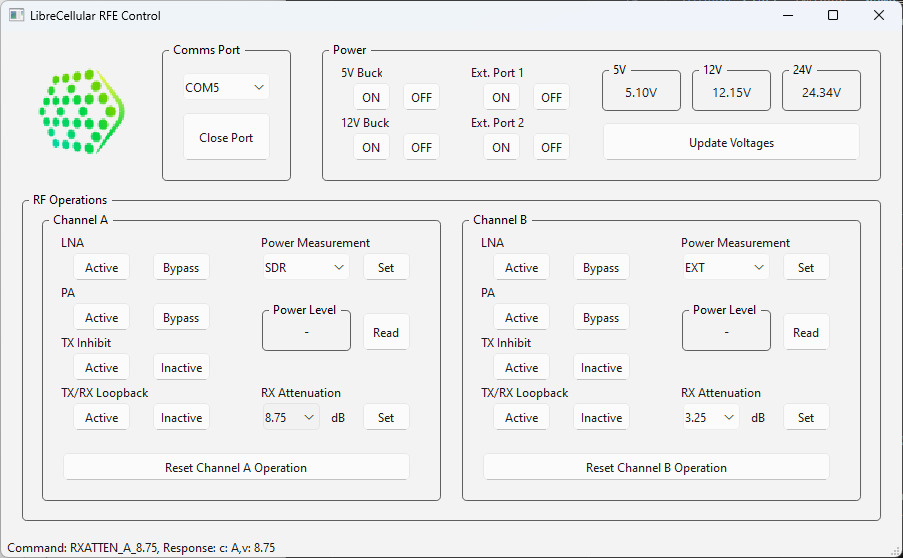 LibreCellular RFE Control
Comms Port
COM5
Close Port
Power
5V Buck
ON OFF
12V Buck
ON OFF
Ext. Port 1
ON OFF
Ext. Port 2
ON OFF
5V
5.10V
12V
12.15V
24V
24.34V
Update Voltages
RF Operations
Channel A
LNA
Active Bypass
PA
Active Bypass
TX Inhibit
Active Inactive
TX/RX Loopback
Active Inactive
Power Measurement
SDR Set
Power Level
- Read
RX Attenuation
8.75 dB Set
Reset Channel A Operation
Channel B
LNA
Active Bypass
PA
Active Bypass
TX Inhibit
Active Inactive
TX/RX Loopback
Active Inactive
Power Measurement
EXT Set
Power Level
- Read
RX Attenuation
3.25 dB Set
Reset Channel B Operation
Command: RXATTEN_A_8.75, Response: c: A,v: 8.75